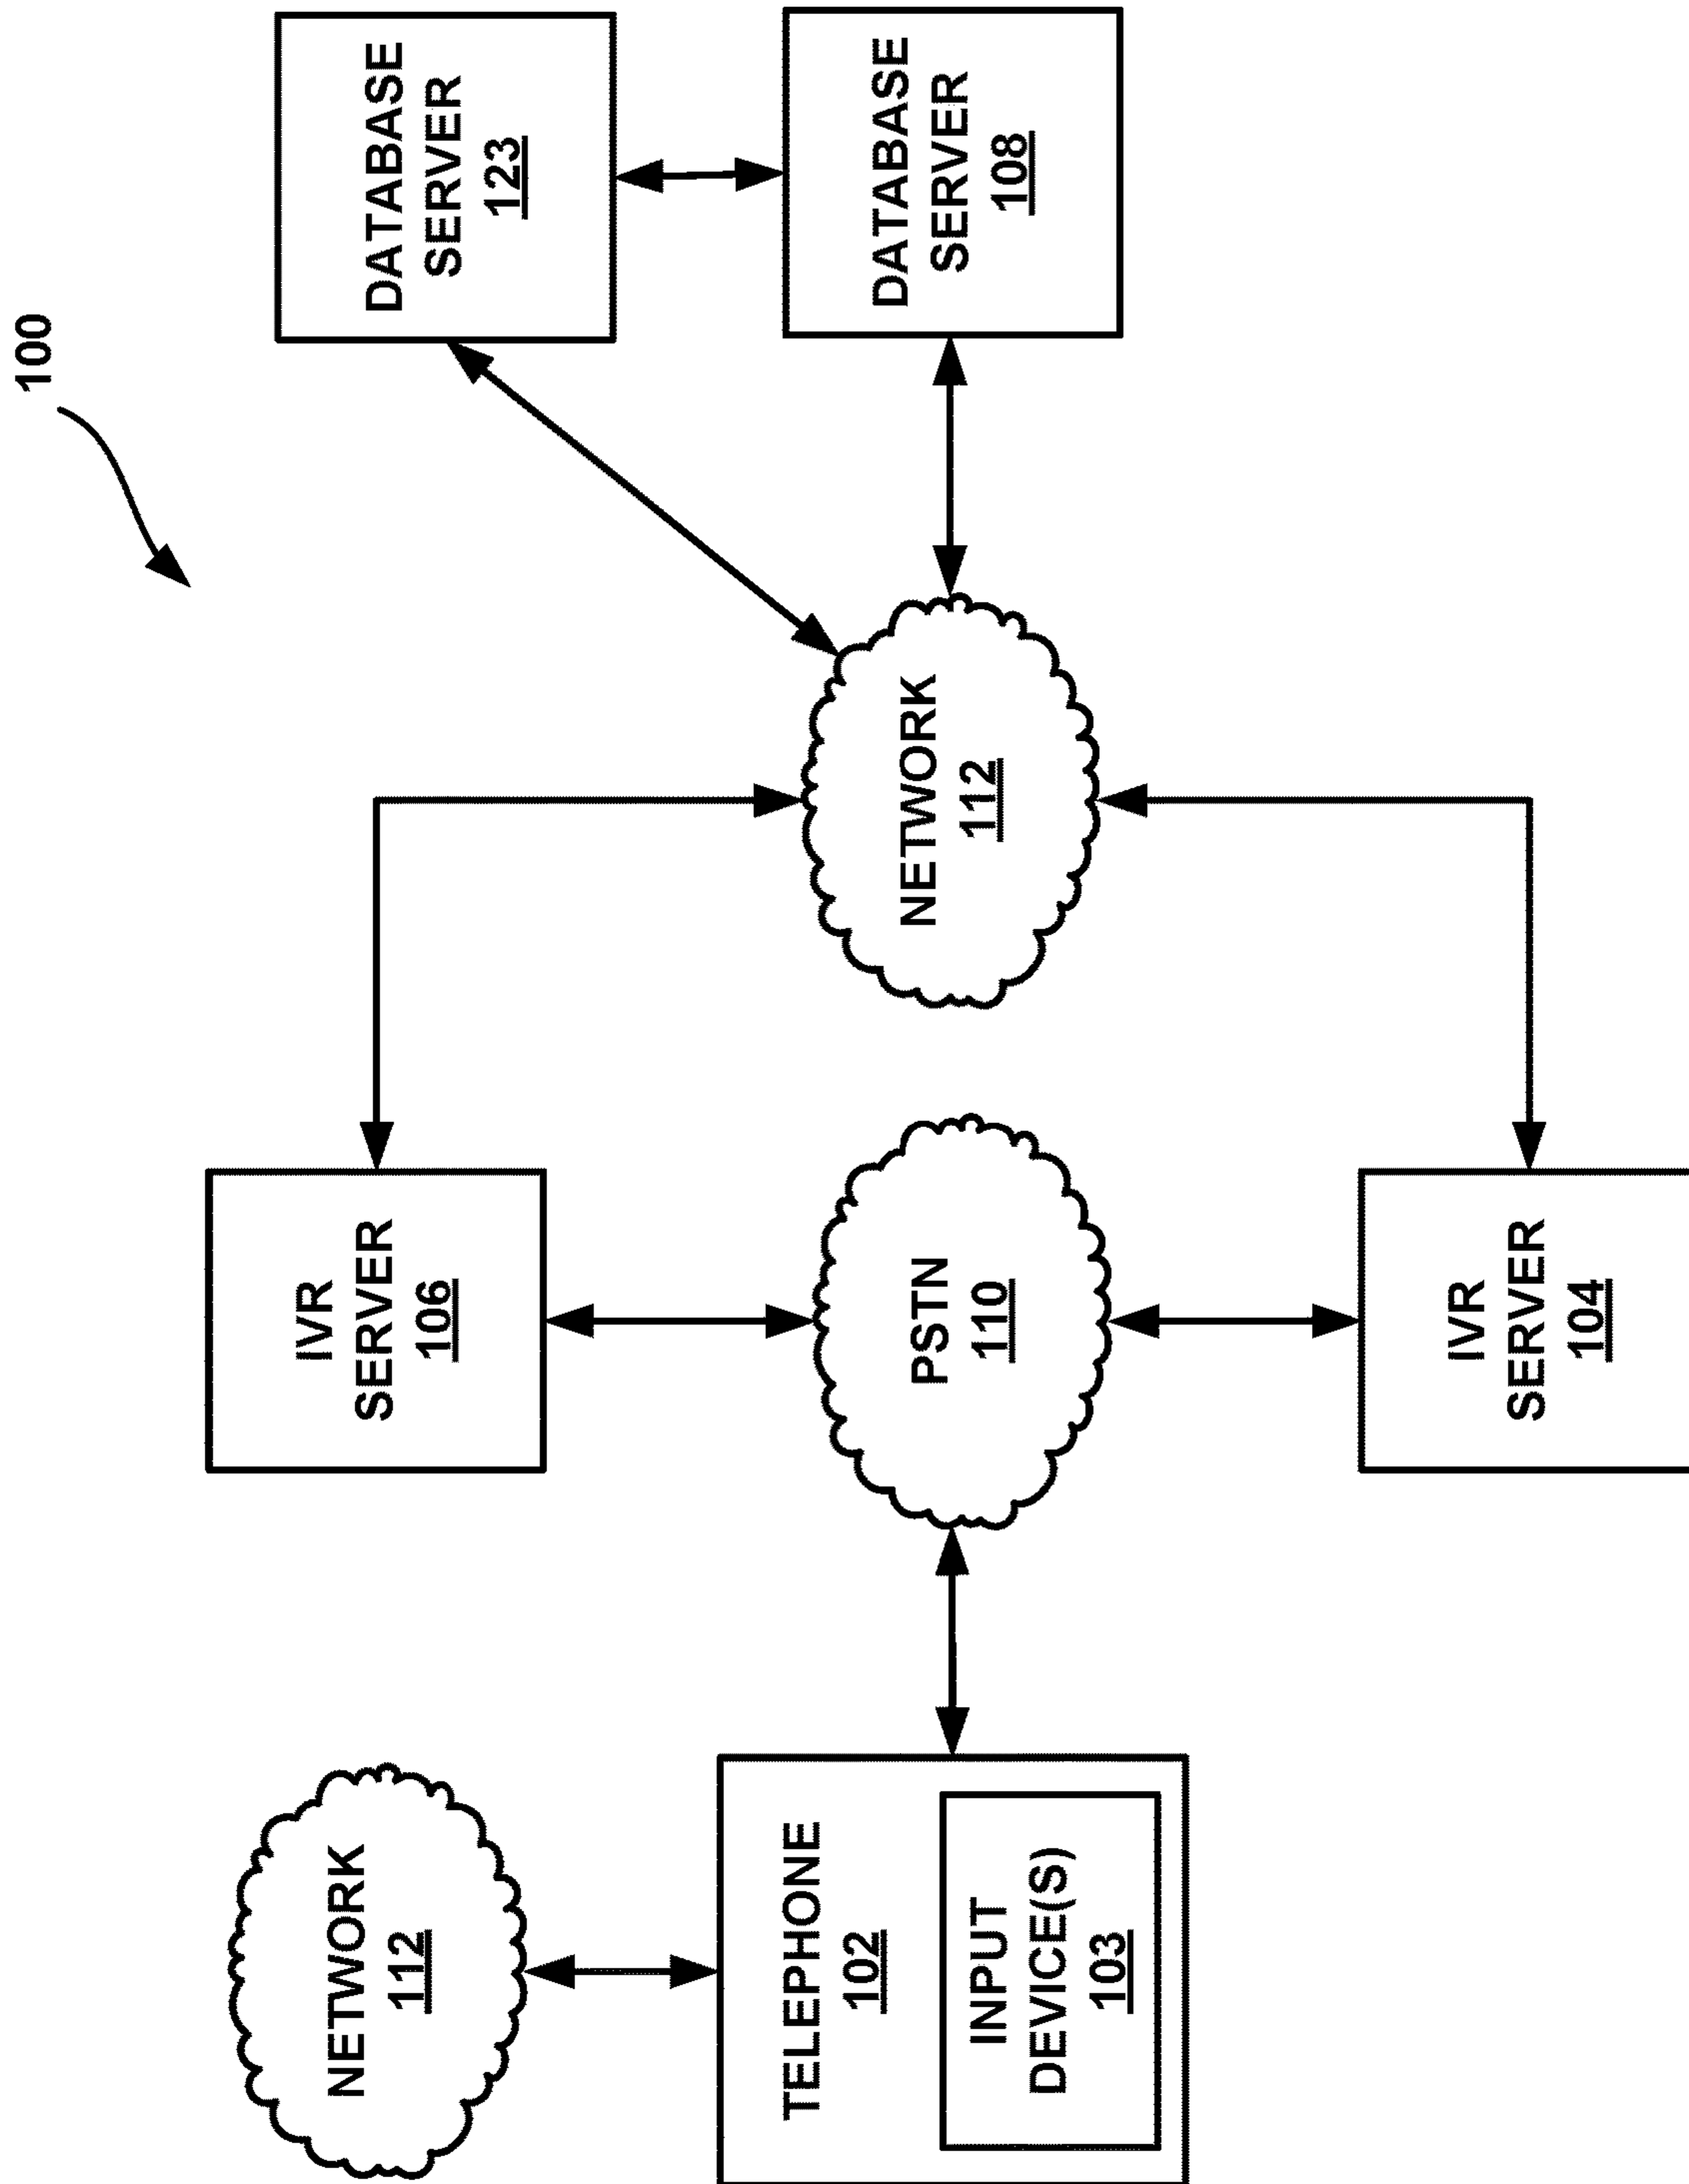 100
NETWORK
112
TELEPHONE
102
INPUT
DEVICE(S)
103
IVR
SERVER
106
PSTN
110
IVR
SERVER
104
NETWORK
112
DATABASE
SERVER
123
DATABASE
SERVER
108